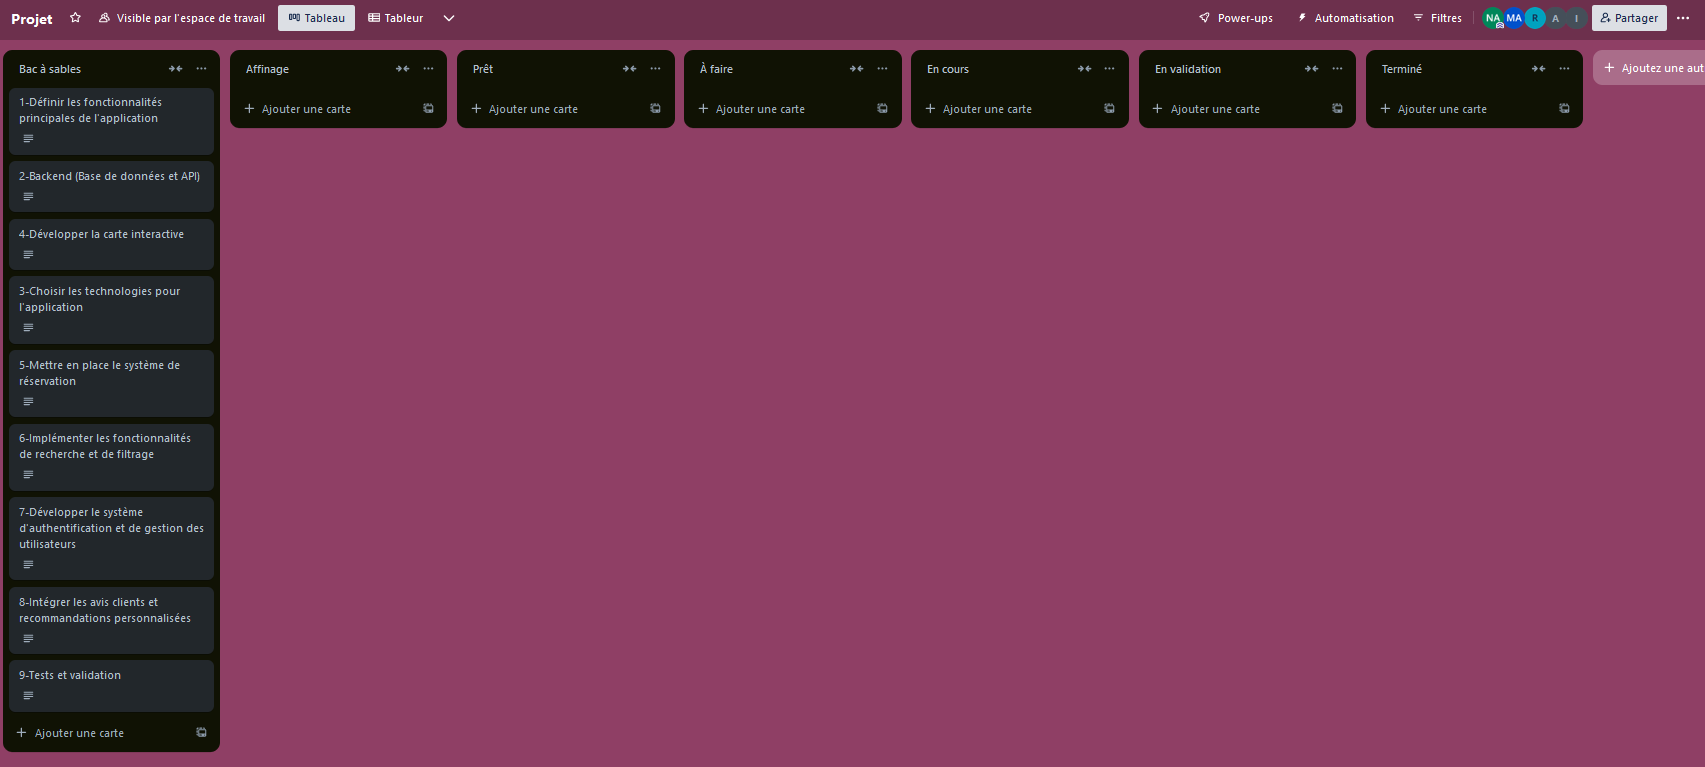 Projet
Visible par l'espace de travail
Tableau
Tableur
Power-ups
Automatisation
Filtres
NA
MA
R
A
I
Partager
Bac à sables
1-Définir les fonctionnalités
principales de l'application
2-Backend (Base de données et API)
4-Développer la carte interactive
3-Choisir les technologies pour
l'application
5-Mettre en place le système de
réservation
6-Implémenter les fonctionnalités
de recherche et de filtrage
7-Développer le système
d'authentification et de gestion des
utilisateurs
8-Intégrer les avis clients et
recommandations personnalisées
9-Tests et validation
Ajouter une carte
Affinage
Ajouter une carte
Prêt
Ajouter une carte
À faire
Ajouter une carte
En cours
Ajouter une carte
En validation
Ajouter une carte
Terminé
Ajouter une carte
Ajoutez une aut